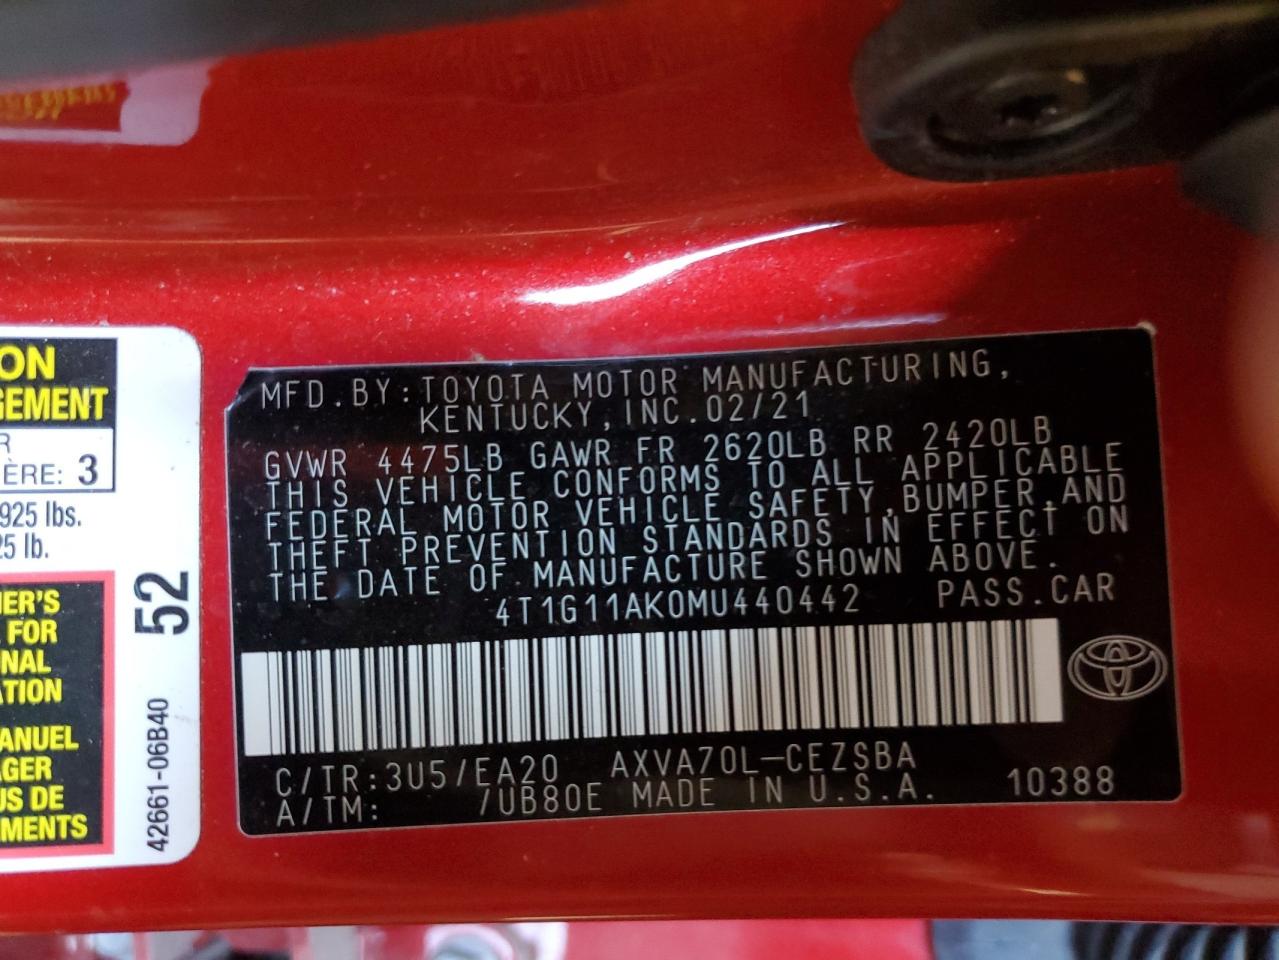 MFD.BY:TOYOTA MOTOR MANUFACTURING,
KENTUCKY,INC.02/21
GVWR 4475LB GAWR FR 2620LB RR 2420LB
THIS VEHICLE CONFORMS TO ALL APPLICABLE
FEDERAL MOTOR VEHICLE SAFETY,BUMPER,AND
THEFT PREVENTION STANDARDS IN EFFECT ON
THE DATE OF MANUFACTURE SHOWN ABOVE.
4T1G11AK0MU440442 PASS.CAR
C/TR:3U5/EA20 AXVA70L-CEZSBA
A/TM: /UB80E MADE IN U.S.A. 10388
ON
GEMENT
R
ÈRE: 3
925 lbs.
25 lb.
ER'S
FOR
ONAL
ATION
ANUEL
AGER
US DE
MENTS
52
42661-06B40